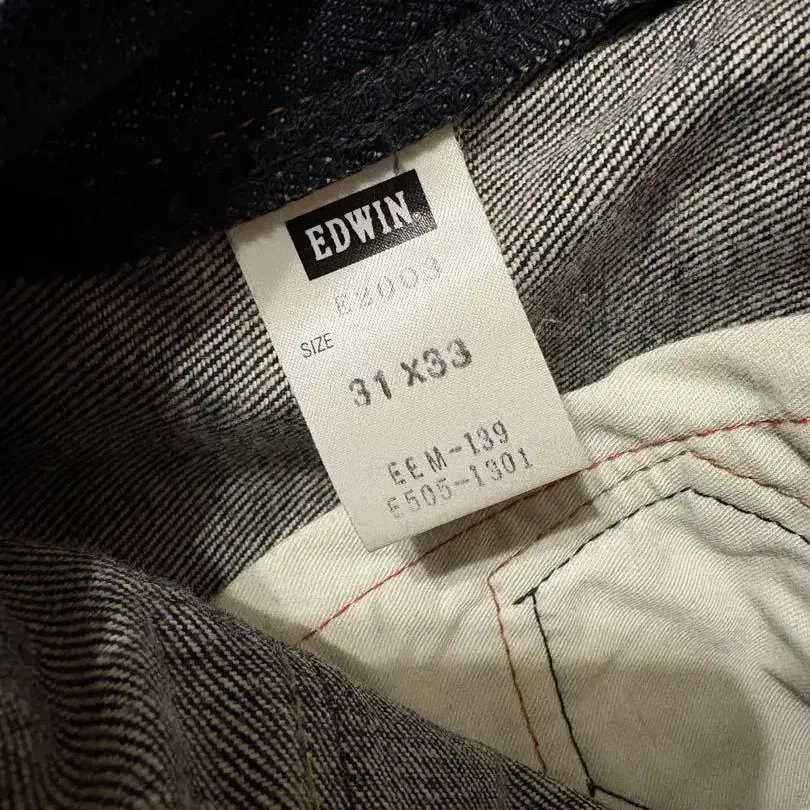 EDWIN
E2003
SIZE
31 X33
EEM-139
E505-1301